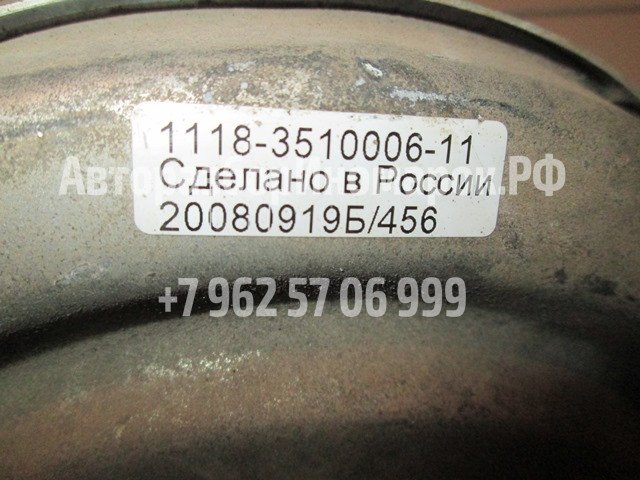 1118-3510006-11
Сделано в России
20080919Б/456
+7 962 57 06 999